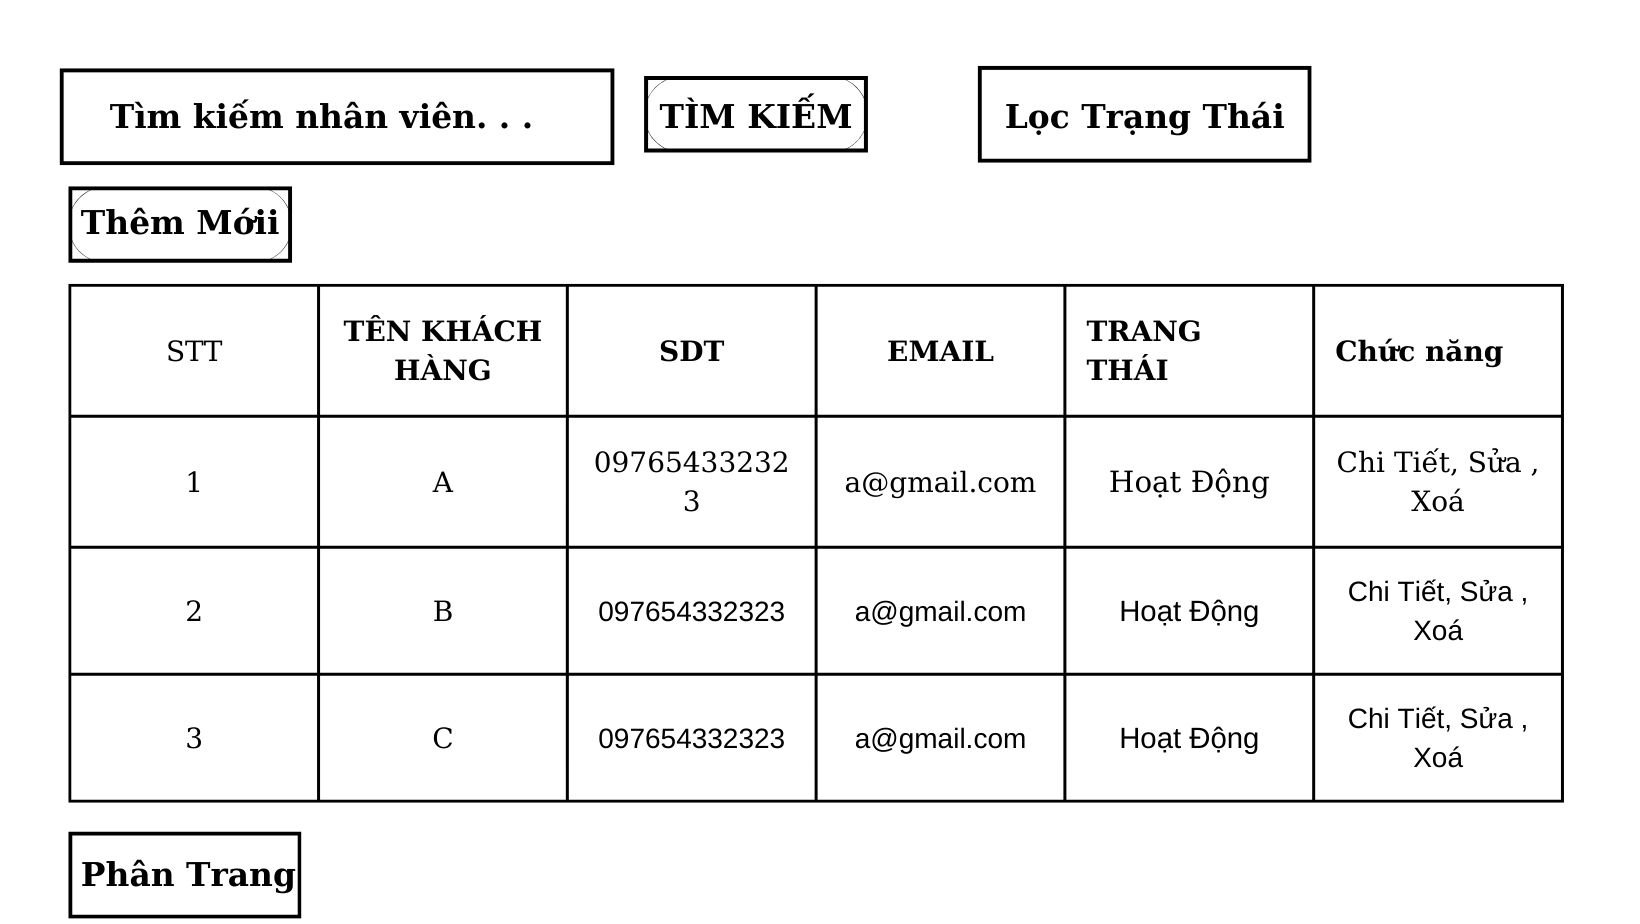 Tìm kiếm nhân viên. . .
TÌM KIẾM
Lọc Trạng Thái
Thêm Mớii
STT
TÊN KHÁCH
HÀNG
SDT
EMAIL
TRANG
THÁI
Chức năng
1
A
09765433232
3
a@gmail.com
Hoạt Động
Chi Tiết, Sửa ,
Xoá
2
B
097654332323
a@gmail.com
Hoạt Động
Chi Tiết, Sửa ,
Xoá
3
C
097654332323
a@gmail.com
Hoạt Động
Chi Tiết, Sửa ,
Xoá
Phân Trang